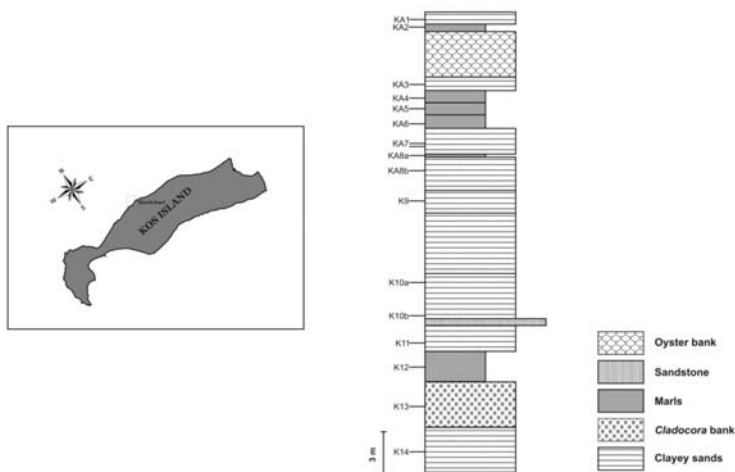 N
E
S
W
KOS ISLAND
KA1
KA2
KA3
KA4
KA5
KA6
KA7
KA8a
KA8b
K9
K10a
K10b
K11
K12
K13
K14
3 m
Oyster bank
Sandstone
Marls
Cladocora bank
Clayey sands